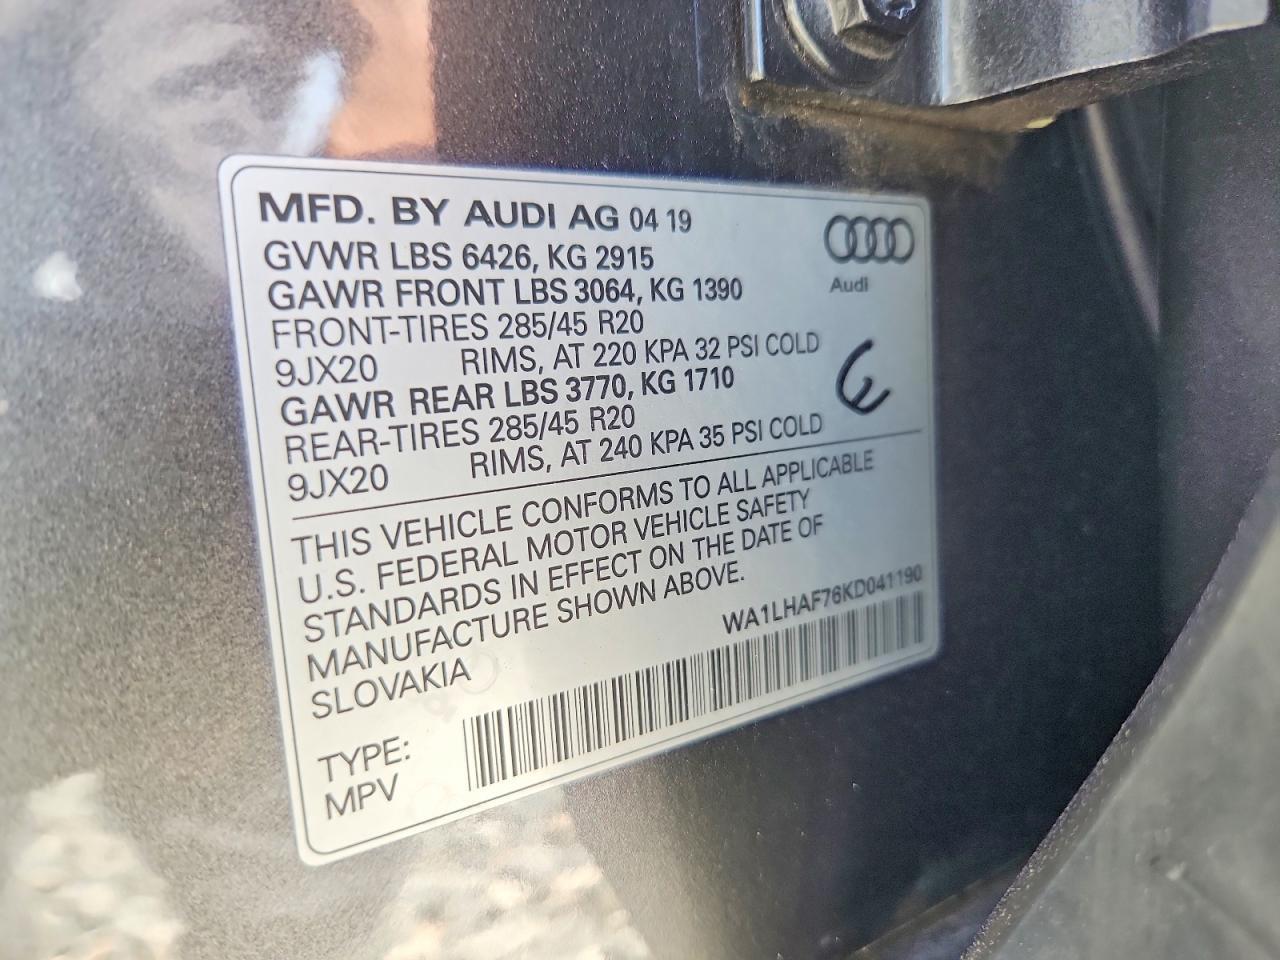 MFD. BY AUDI AG 04 19
GVWR LBS 6426, KG 2915
GAWR FRONT LBS 3064, KG 1390
FRONT-TIRES 285/45 R20
9JX20 RIMS, AT 220 KPA 32 PSI COLD
GAWR REAR LBS 3770, KG 1710
REAR-TIRES 285/45 R20
9JX20 RIMS, AT 240 KPA 35 PSI COLD
Audi
THIS VEHICLE CONFORMS TO ALL APPLICABLE
U.S. FEDERAL MOTOR VEHICLE SAFETY
STANDARDS IN EFFECT ON THE DATE OF
MANUFACTURE SHOWN ABOVE.
SLOVAKIA
WA1LHAF76KD041190
TYPE:
MPV